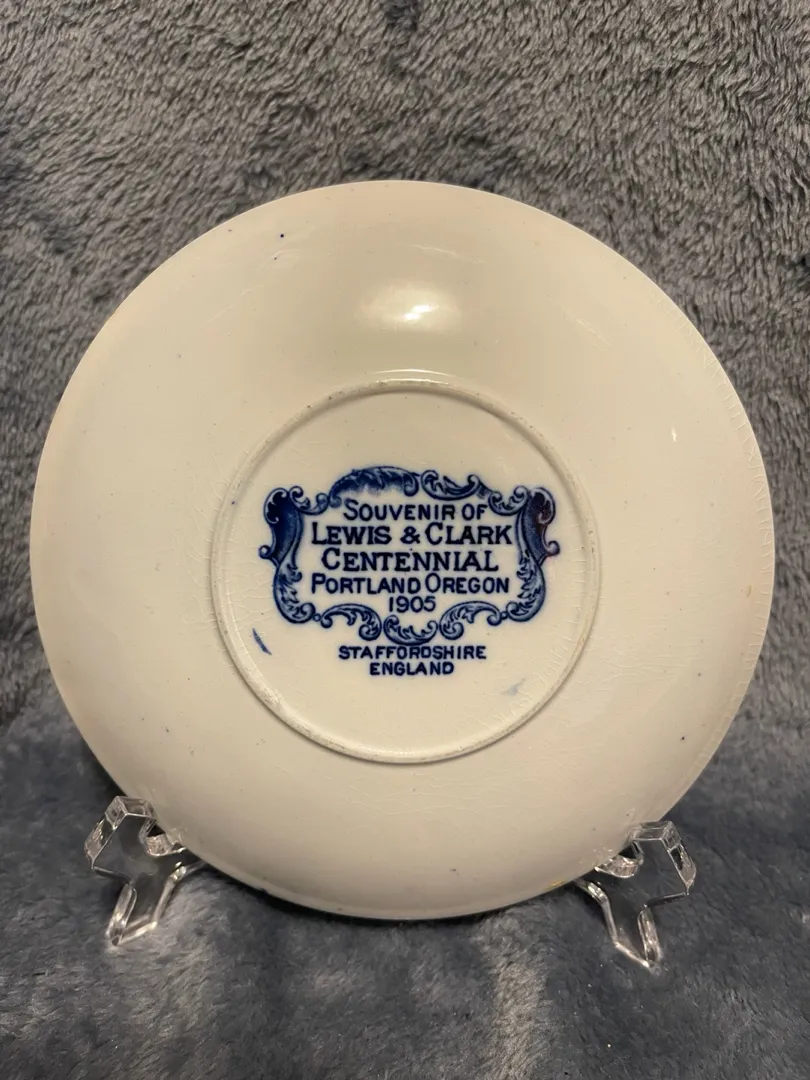 SOUVENIR OF
LEWIS & CLARK
CENTENNIAL
PORTLAND OREGON
1905
STAFFORDSHIRE
ENGLAND